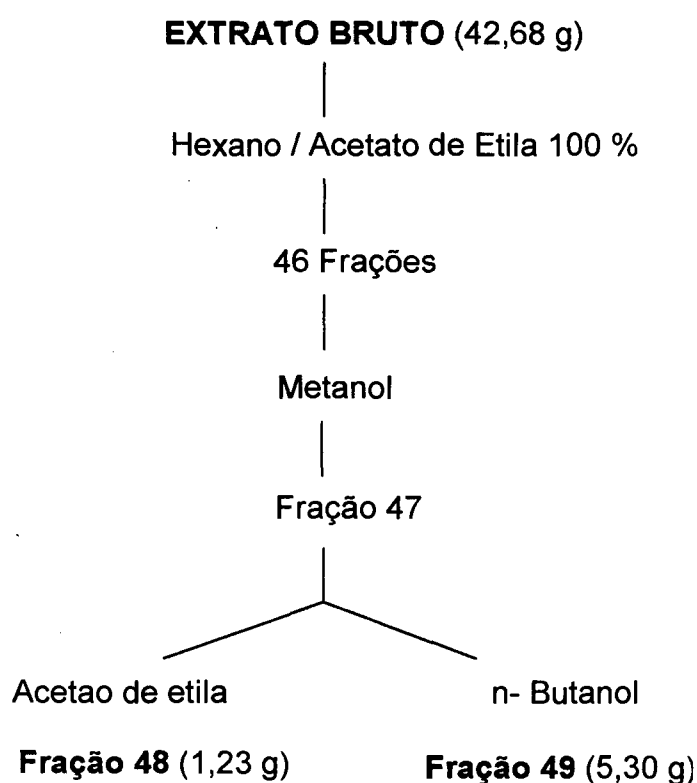 EXTRATO BRUTO (42,68 g)
Hexano / Acetato de Etila 100 %
46 Frações
Metanol
Fração 47
Acetao de etila
n- Butanol
Fração 48 (1,23 g)
Fração 49 (5,30 g)